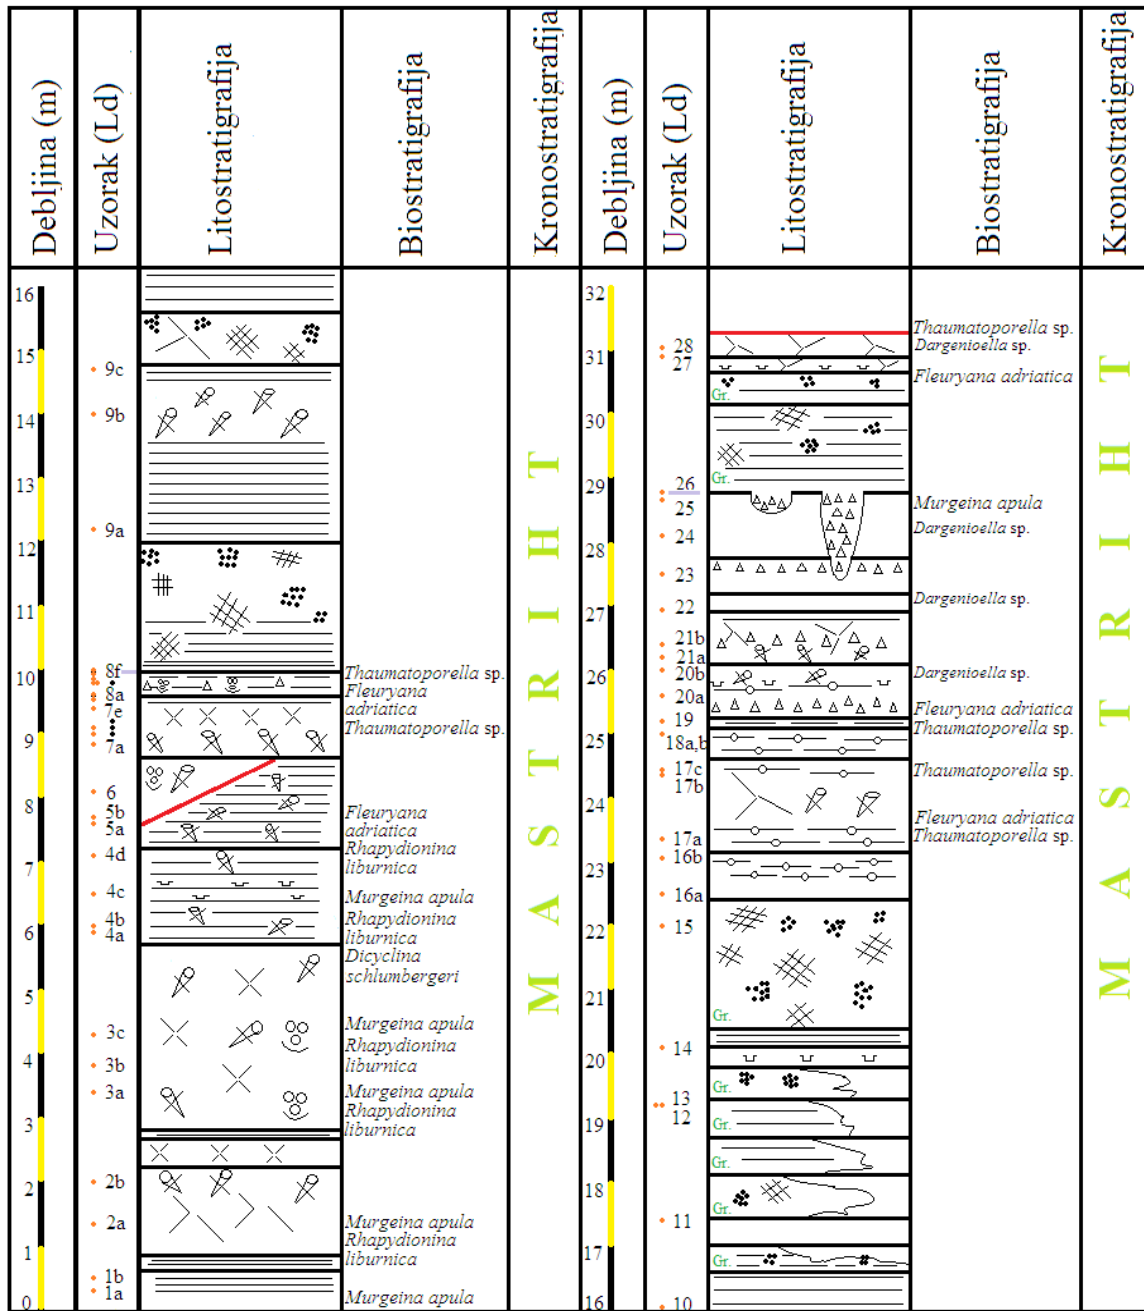 Debljina (m)
Uzorak (Ld)
Litostratigrafija
Biostratigrafija
Kronostratigrafija
Debljina (m)
Uzorak (Ld)
Litostratigrafija
Biostratigrafija
Kronostratigrafija
16
15
9c
14
9b
13
9a
12
11
10
8f
8a
7e
9
7a
8
6
5b
5a
7
4d
4c
6
4b
4a
5
4
3c
3b
3a
3
2
2b
2a
1
1b
1a
0
Thaumatoporella sp.
Fleuryana
adriatica
Thaumatoporella sp.
Fleuryana
adriatica
Rhapydionina
liburnica
Murgeina apula
Rhapydionina
liburnica
Dicyclina
schlumbergeri
Murgeina apula
Rhapydionina
liburnica
Murgeina apula
Rhapydionina
liburnica
Murgeina apula
Rhapydionina
liburnica
Murgeina apula
MASTRIHT
32
31
28
27
30
29
26
25
28
24
23
27
22
21b
21a
26
20b
20a
19
25
18a,b
17c
17b
24
17a
23
16b
16a
22
15
21
20
14
13
19
12
18
11
17
16
10
Gr.
Gr.
Gr.
Gr.
Gr.
Gr.
Gr.
Gr.
Thaumatoporella sp.
Dargenioella sp.
Fleuryana adriatica
Murgeina apula
Dargenioella sp.
Dargenioella sp.
Dargenioella sp.
Fleuryana adriatica
Thaumatoporella sp.
Thaumatoporella sp.
Fleuryana adriatica
Thaumatoporella sp.
MASTRIHT